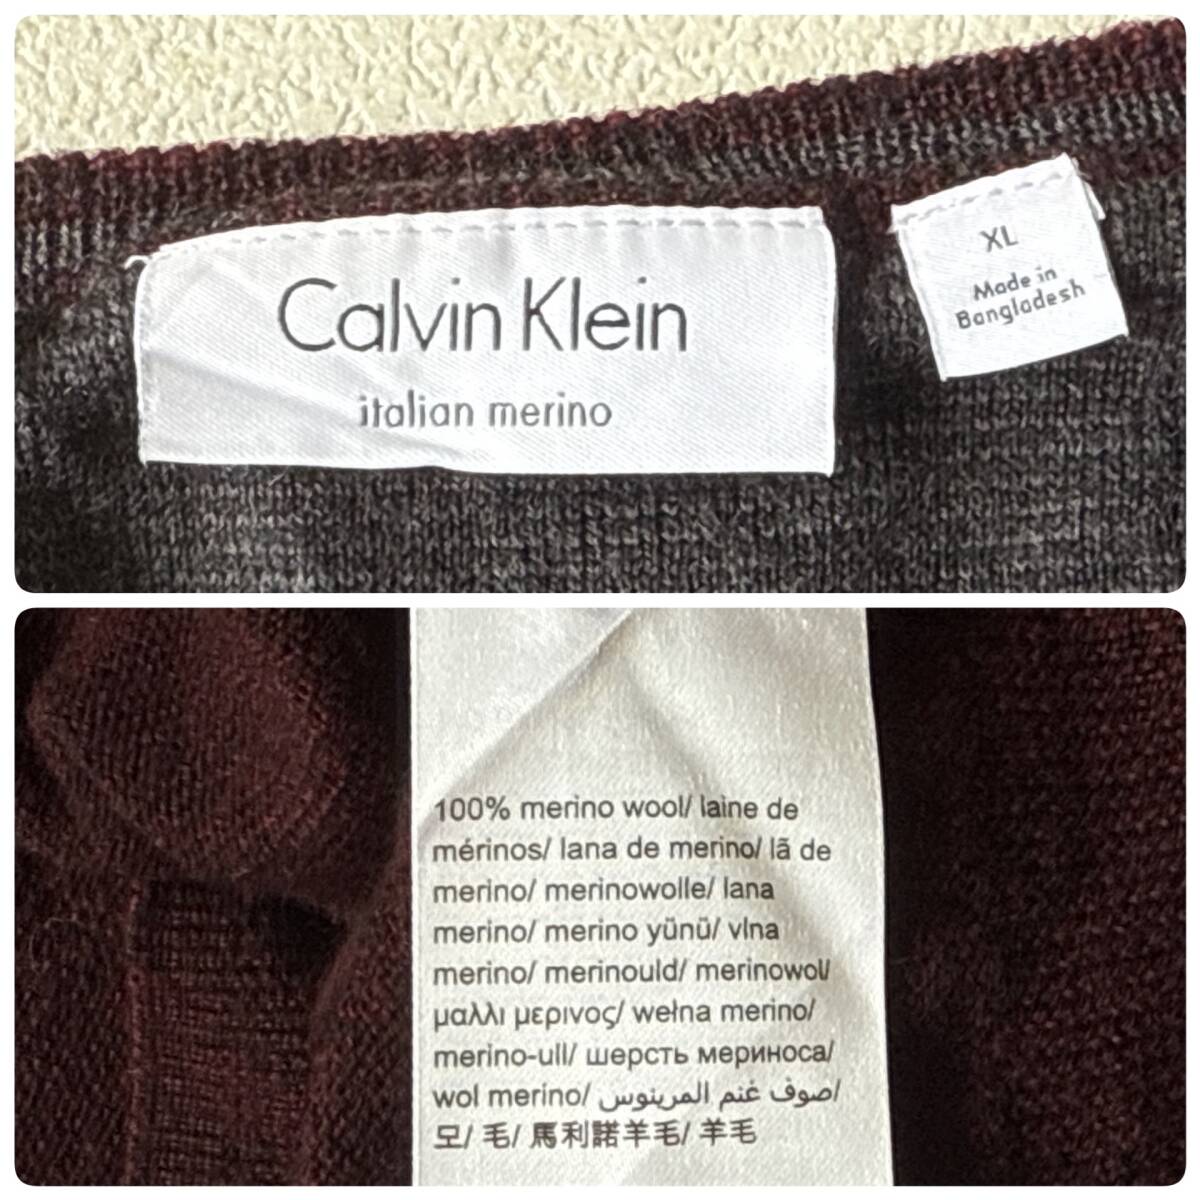 Calvin Klein
italian merino
XL
Made in
Bangladesh
100% merino wool/ laine de
mérinos/ lana de merino/ lã de
merino/ merinowolle/ lana
merino/ merino yünü/ vlna
merino/ merinould/ merinowol/
μαλλι μερινος/ wełna merino/
merino-ull/ шерсть мериноса/
wol merino/ صوف غنم المرينوس/
모/ 毛/ 馬利諾羊毛/ 羊毛